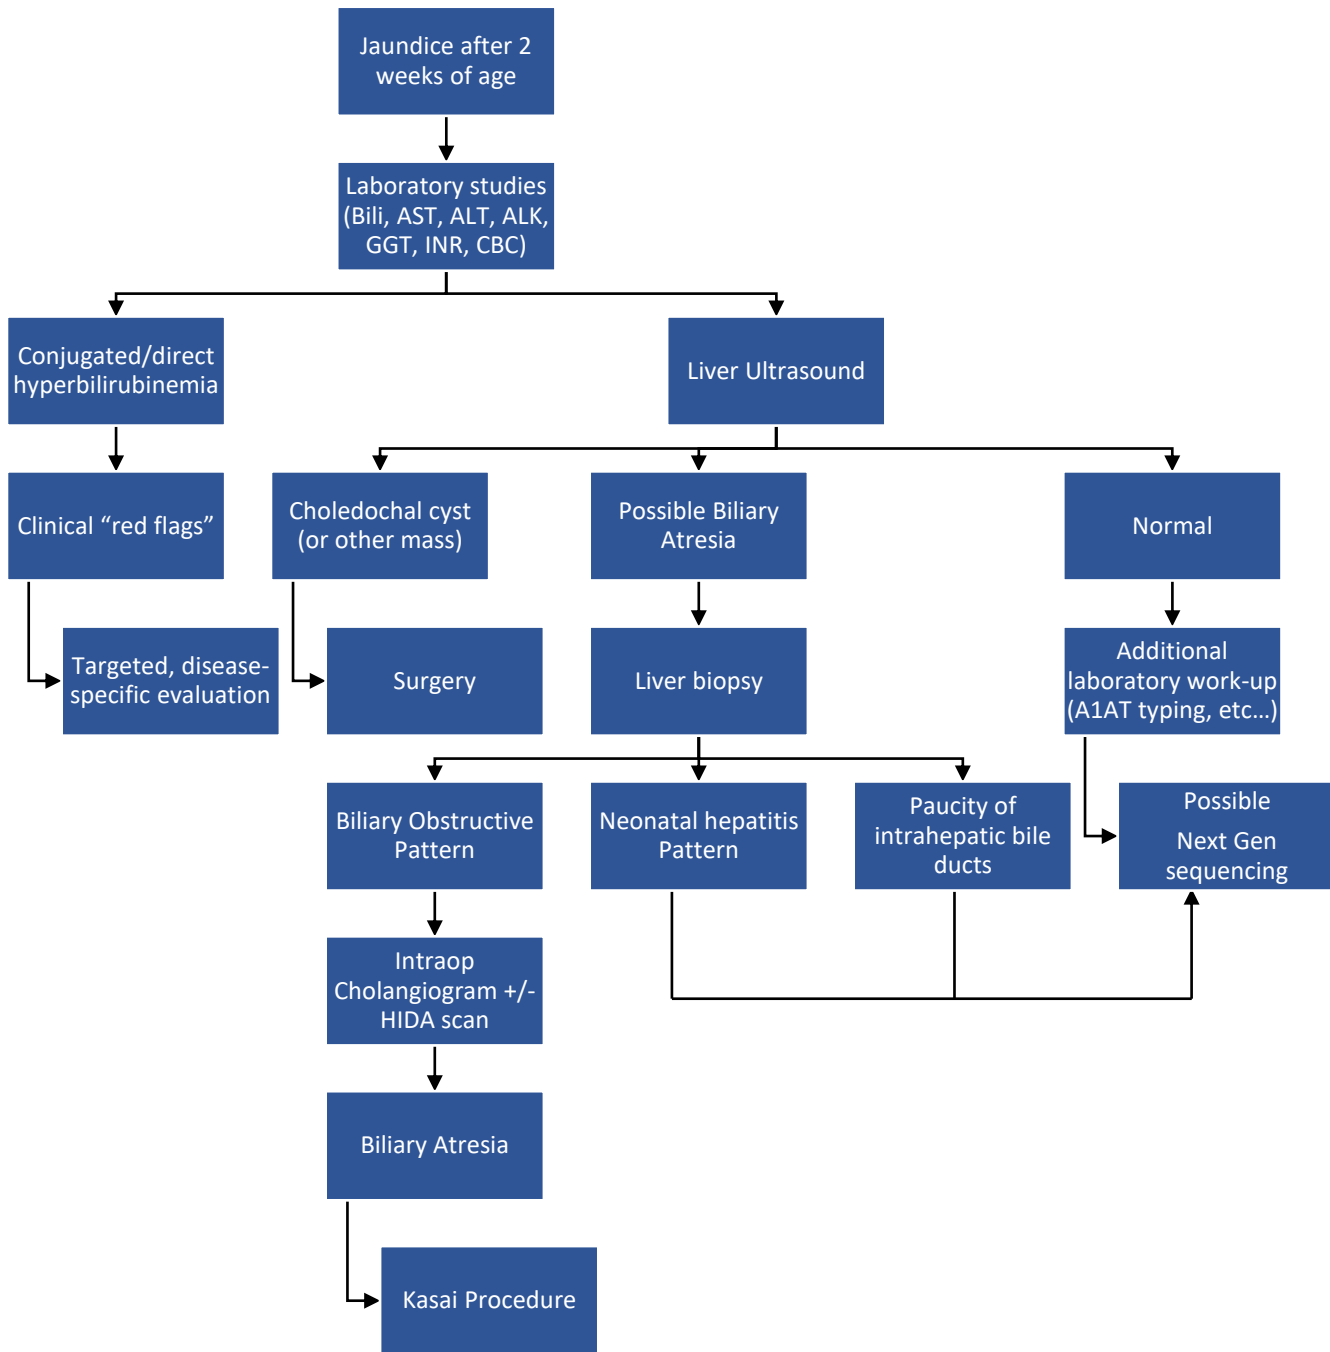 Jaundice after 2
weeks of age
Laboratory studies
(Bili, AST, ALT, ALK,
GGT, INR, CBC)
Conjugated/direct
hyperbilirubinemia
Liver Ultrasound
Clinical “red flags”
Choledochal cyst
(or other mass)
Possible Biliary
Atresia
Normal
Targeted, disease-
specific evaluation
Surgery
Liver biopsy
Additional
laboratory work-up
(A1AT typing, etc…)
Biliary Obstructive
Pattern
Neonatal hepatitis
Pattern
Paucity of
intrahepatic bile
ducts
Possible
Next Gen
sequencing
Intraop
Cholangiogram +/-
HIDA scan
Biliary Atresia
Kasai Procedure